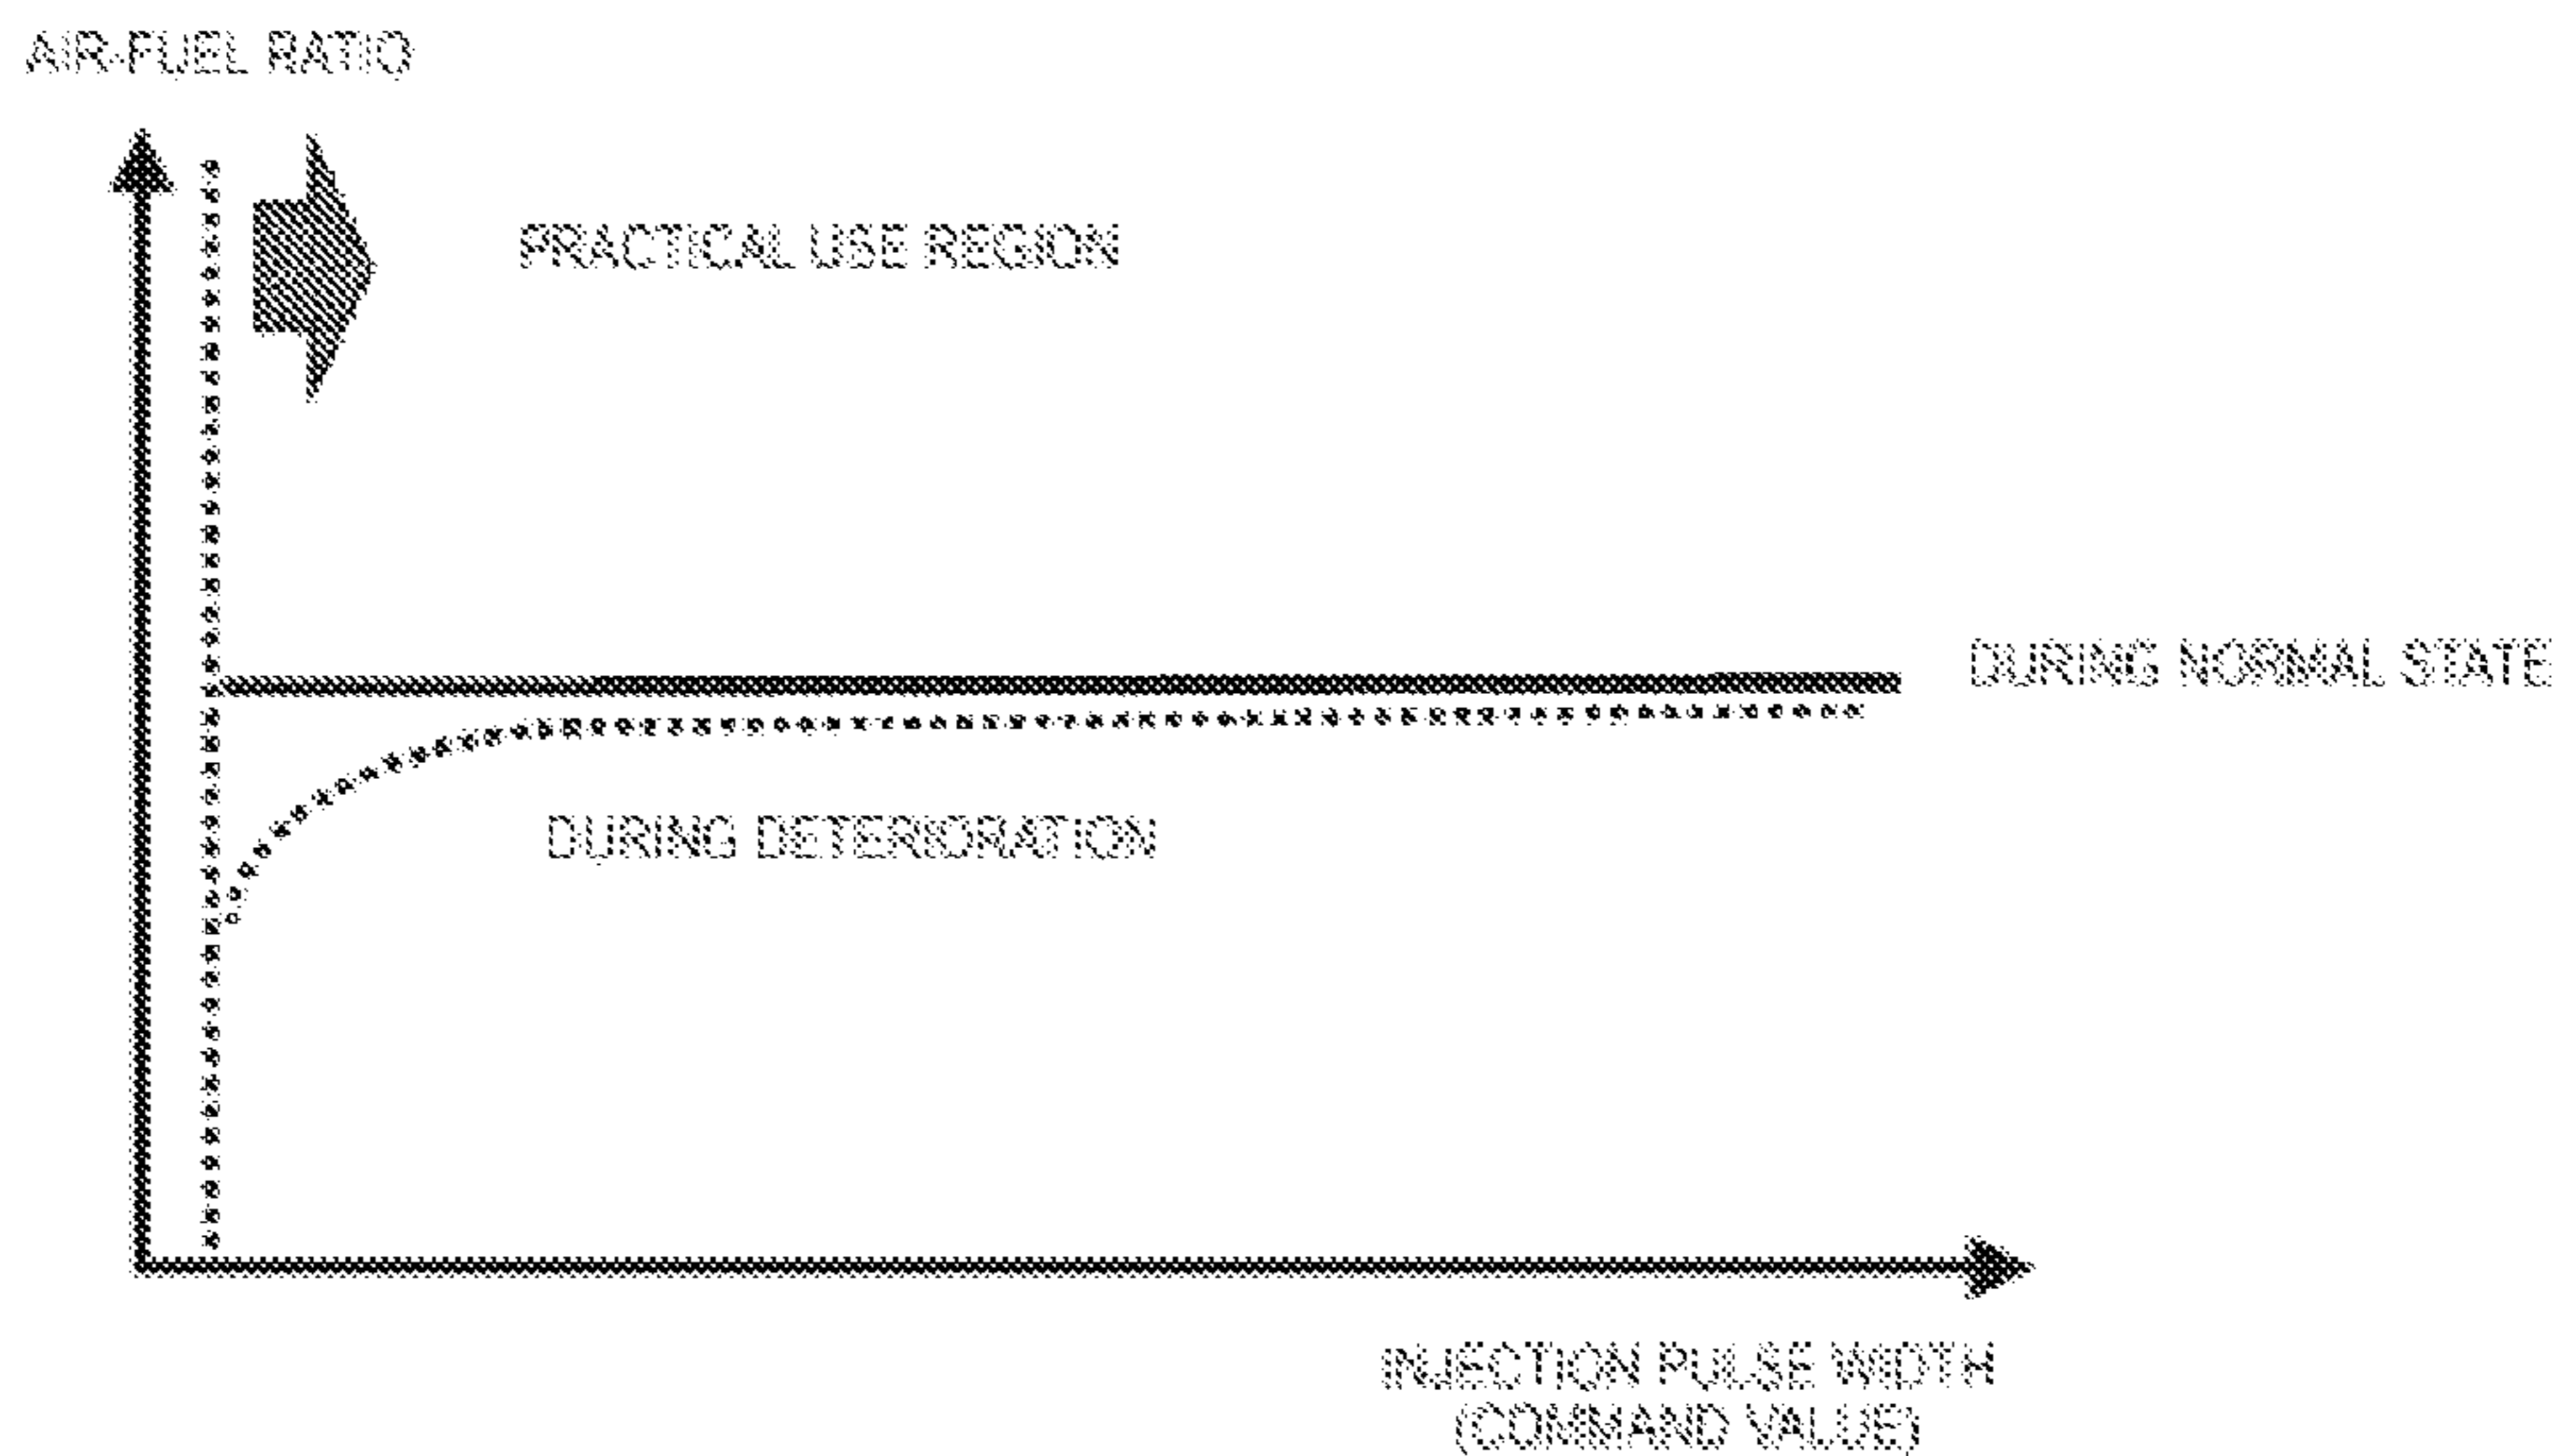 AIR-FUEL RATIO
PRACTICAL USE REGION
DURING NORMAL STATE
DURING DETERIORATION
INJECTION PULSE WIDTH
(COMMAND VALUE)